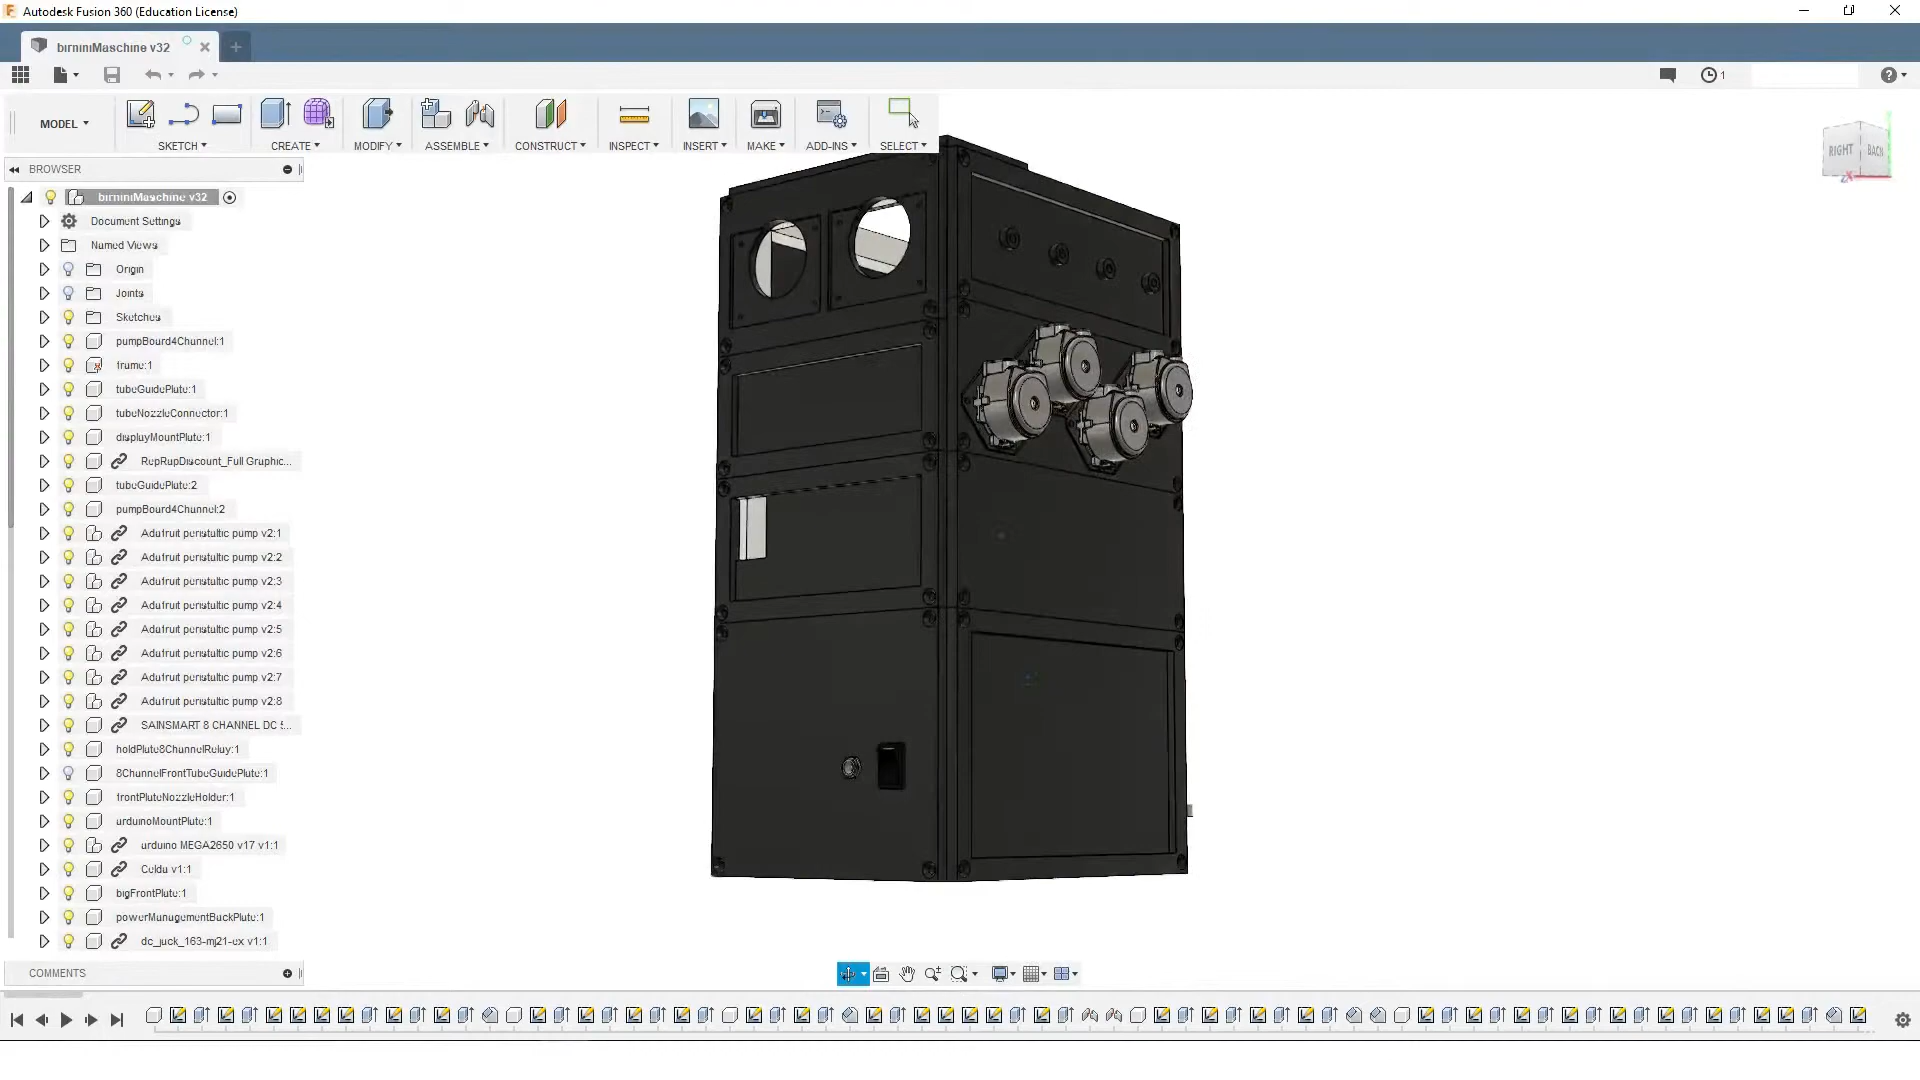 Autodesk Fusion 360 (Education License)
birniniMaschine v32
1
MODEL
SKETCH
CREATE
MODIFY
ASSEMBLE
CONSTRUCT
INSPECT
INSERT
MAKE
ADD-INS
SELECT
RIGHT
BACK
BROWSER
birniniMaschine v32
Document Settings
Named Views
Origin
Joints
Sketches
pumpBoard4Channel:1
frame:1
tubeGuidePlate:1
tubeNozzleConnector:1
displayMountPlate:1
RepRapDiscount_Full Graphic...
tubeGuidePlate:2
pumpBoard4Channel:2
Adafruit peristaltic pump v2:1
Adafruit peristaltic pump v2:2
Adafruit peristaltic pump v2:3
Adafruit peristaltic pump v2:4
Adafruit peristaltic pump v2:5
Adafruit peristaltic pump v2:6
Adafruit peristaltic pump v2:7
Adafruit peristaltic pump v2:8
SAINSMART 8 CHANNEL DC 5...
holdPlate8ChannelRelay:1
8ChannelFrontTubeGuidePlate:1
frontPlateNozzleHolder:1
arduinoMountPlate:1
arduino MEGA2650 v17 v1:1
Celda v1:1
bigFrontPlate:1
powerManagementBackPlate:1
dc_jack_163-mj21-ex v1:1
COMMENTS